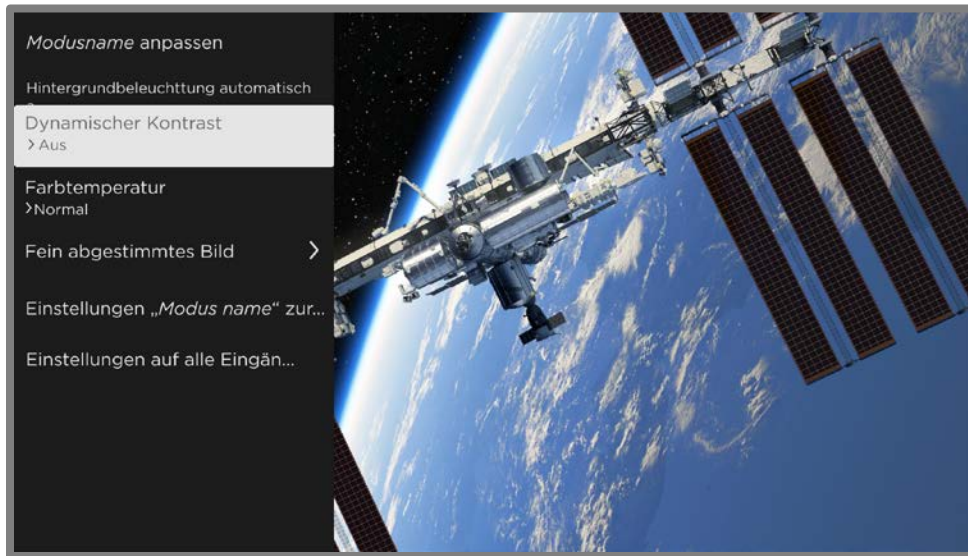 Modusname anpassen
Hintergrundbeleuchttung automatisch
Dynamischer Kontrast
> Aus
Farbtemperatur
>Normal
Fein abgestimmtes Bild >
Einstellungen „Modus name“ zur...
Einstellungen auf alle Eingän...